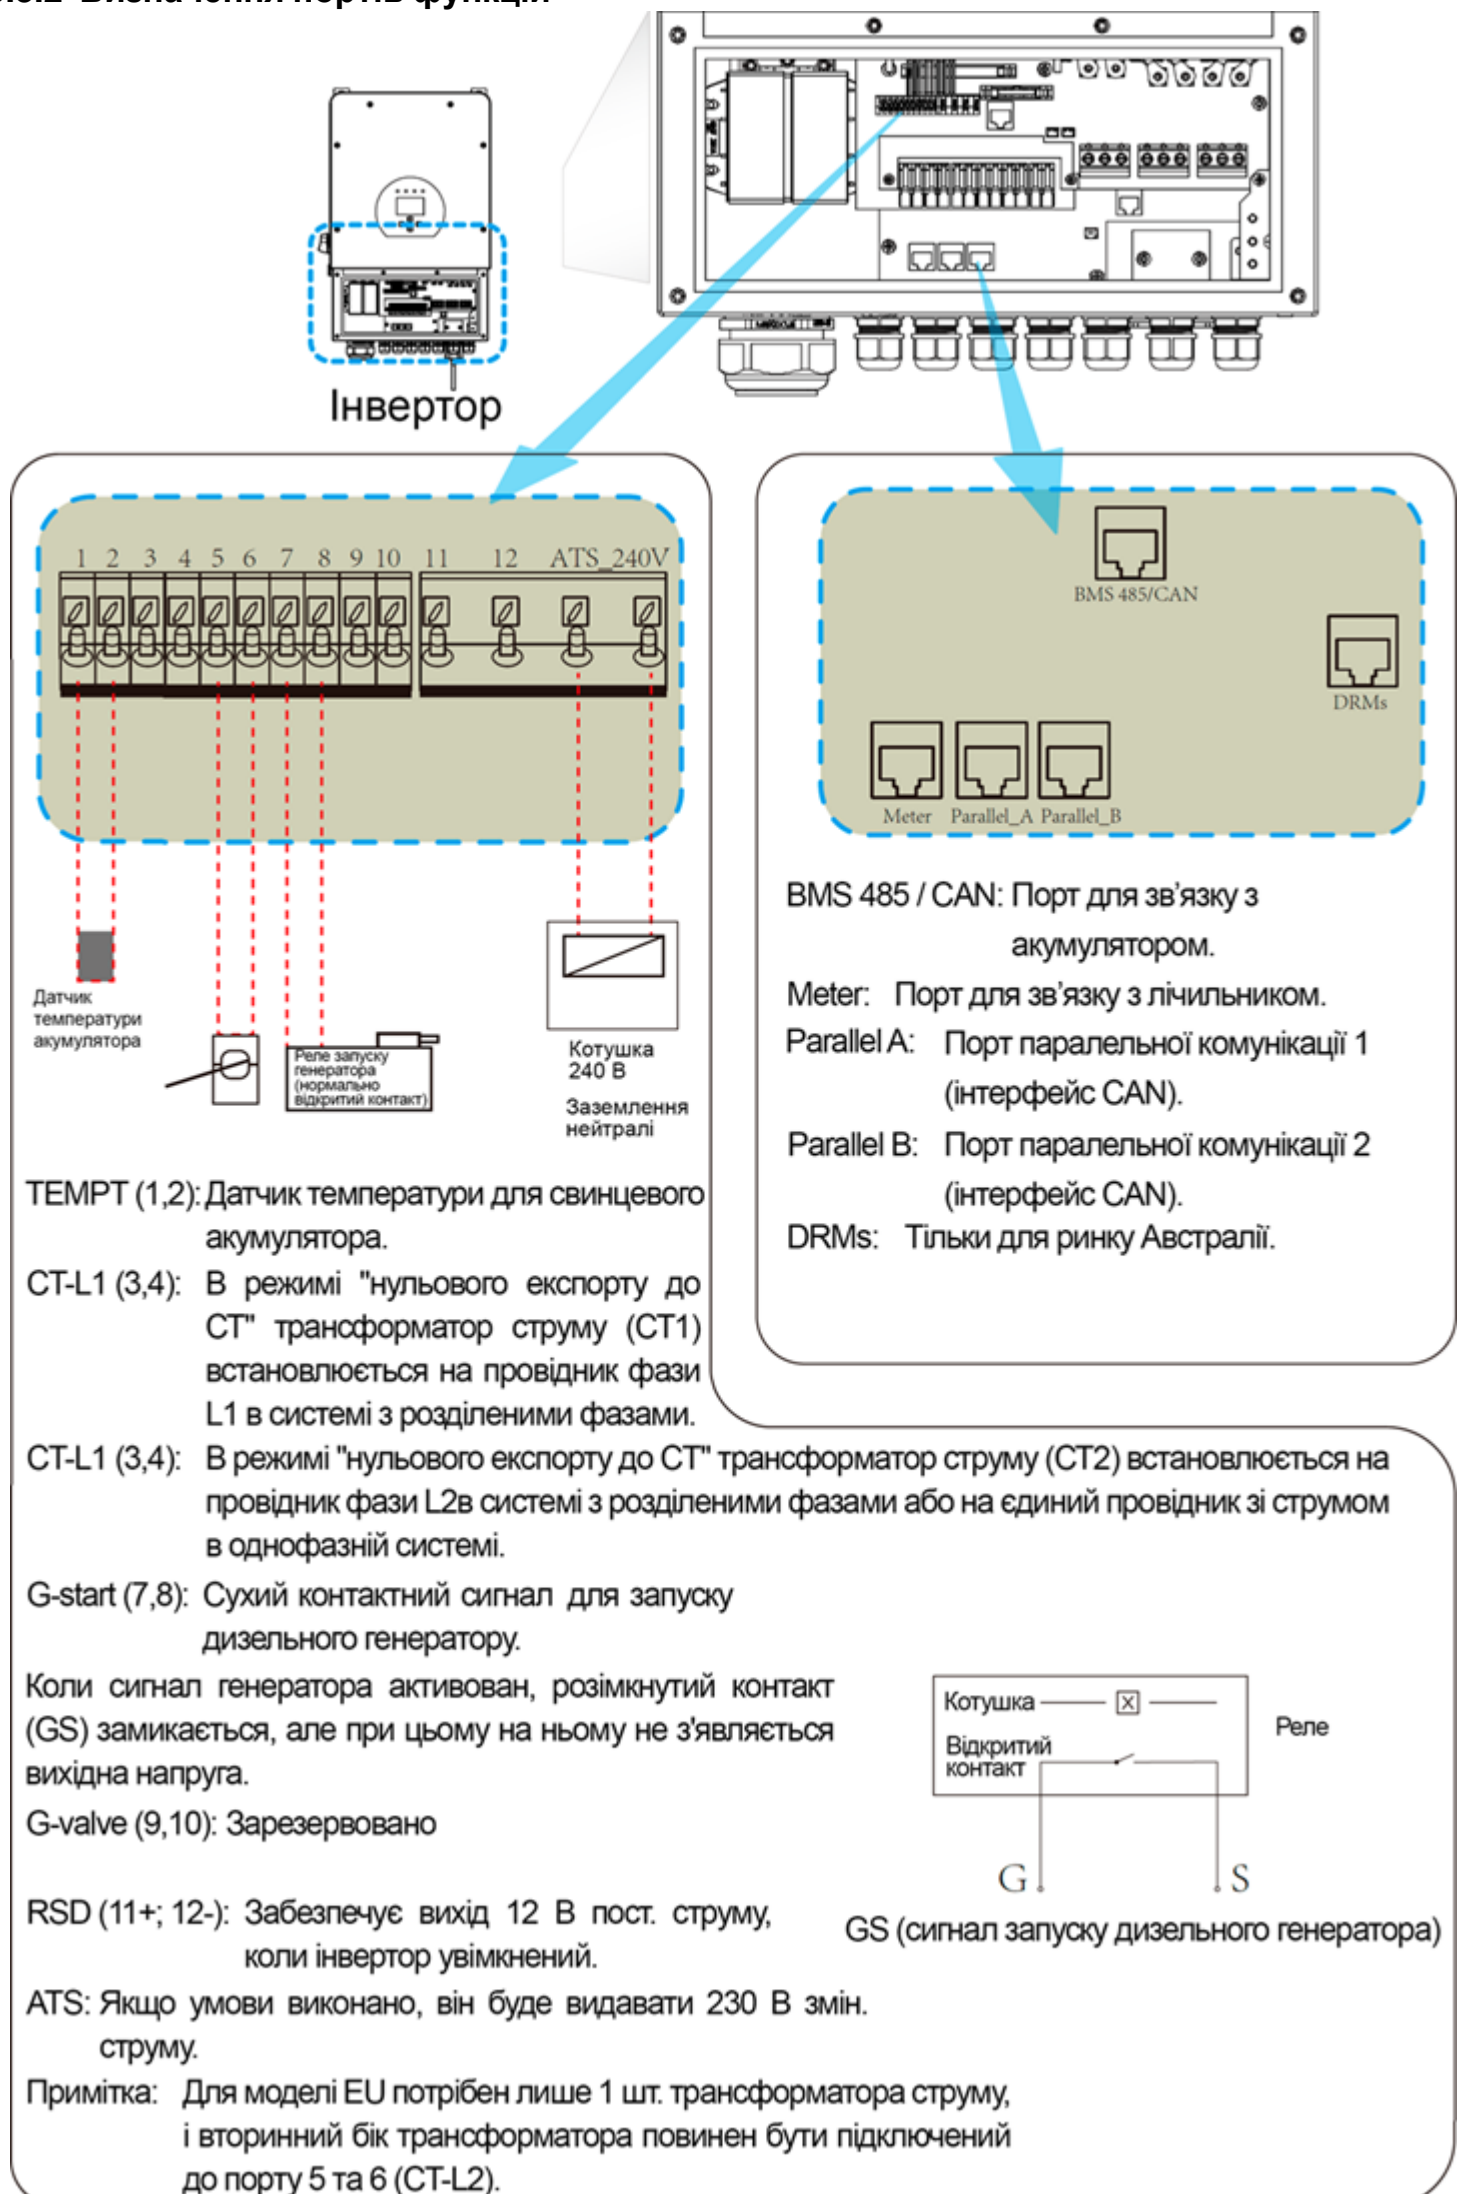 Інвертор
1 2 3 4 5 6 7 8 9 10 11 12 ATS_240V
Датчик
температури
акумулятора
Реле запуску
генератора
(нормально
відкритий контакт)
Котушка
240 В
Заземлення
нейтралі
BMS 485/CAN
DRMs
Meter Parallel_A Parallel_B
BMS 485 / CAN: Порт для зв’язку з
акумулятором.
Meter: Порт для зв’язку з лічильником.
Parallel A: Порт паралельної комунікації 1
(інтерфейс CAN).
Parallel B: Порт паралельної комунікації 2
(інтерфейс CAN).
DRMs: Тільки для ринку Австралії.
TEMPT (1,2): Датчик температури для свинцевого
акумулятора.
CT-L1 (3,4): В режимі "нульового експорту до
CT" трансформатор струму (CT1)
встановлюється на провідник фази
L1 в системі з розділеними фазами.
CT-L1 (3,4): В режимі "нульового експорту до CT" трансформатор струму (CT2) встановлюється на
провідник фази L2в системі з розділеними фазами або на єдиний провідник зі струмом
в однофазній системі.
G-start (7,8): Сухий контактний сигнал для запуску
дизельного генератору.
Коли сигнал генератора активован, розімкнутий контакт
(GS) замикається, але при цьому на ньому не з'являється
вихідна напруга.
G-valve (9,10): Зарезервовано
Котушка X
Відкритий
контакт
Реле
G S
GS (сигнал запуску дизельного генератора)
RSD (11+; 12-): Забезпечує вихід 12 В пост. струму,
коли інвертор увімкнений.
ATS: Якщо умови виконано, він буде видавати 230 В змін.
струму.
Примітка: Для моделі EU потрібен лише 1 шт. трансформатора струму,
і вторинний бік трансформатора повинен бути підключений
до порту 5 та 6 (CT-L2).